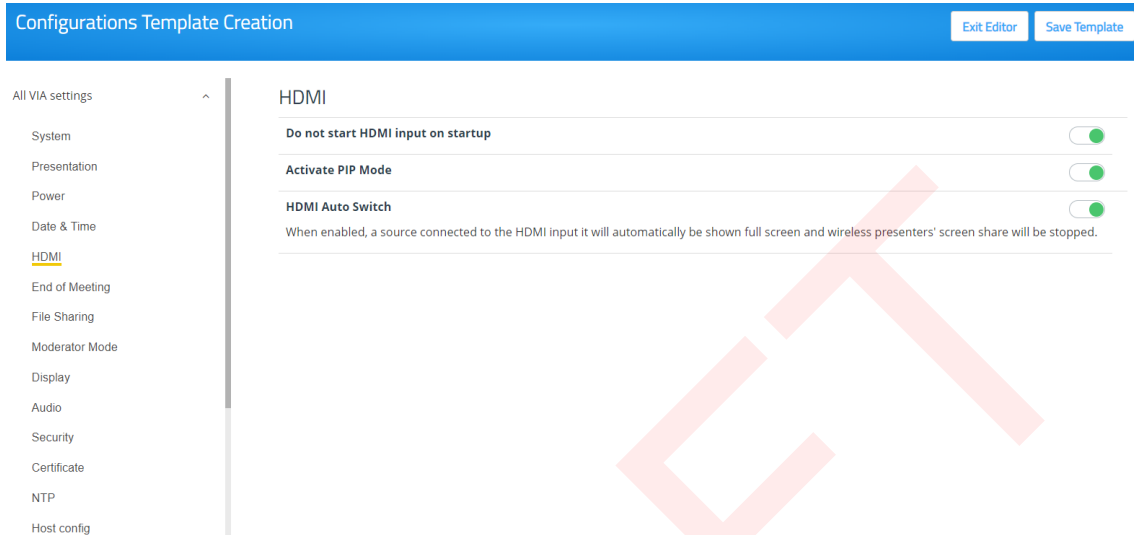 Configurations Template Creation
Exit Editor
Save Template
All VIA settings
System
Presentation
Power
Date & Time
HDMI
End of Meeting
File Sharing
Moderator Mode
Display
Audio
Security
Certificate
NTP
Host config
HDMI
Do not start HDMI input on startup
Activate PIP Mode
HDMI Auto Switch
When enabled, a source connected to the HDMI input it will automatically be shown full screen and wireless presenters' screen share will be stopped.